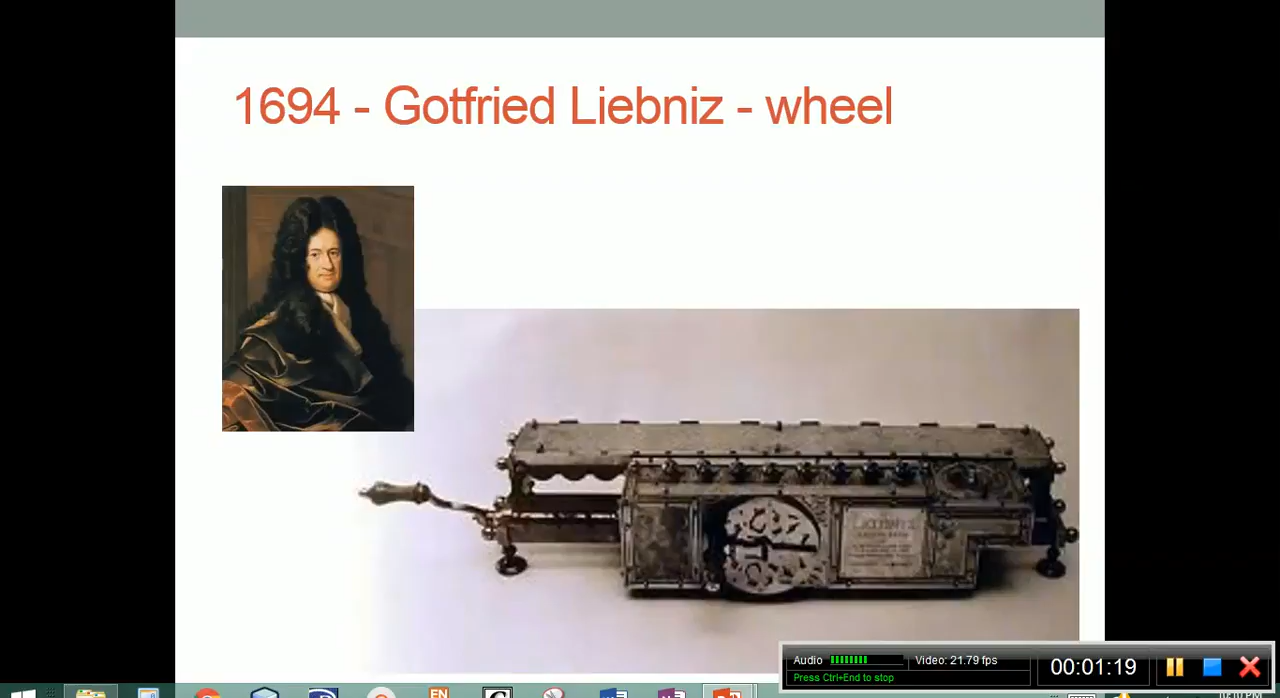 1694 - Gotfried Liebniz - wheel
Audio
Video: 21.79 fps
Press Ctrl+End to stop
00:01:19
EN